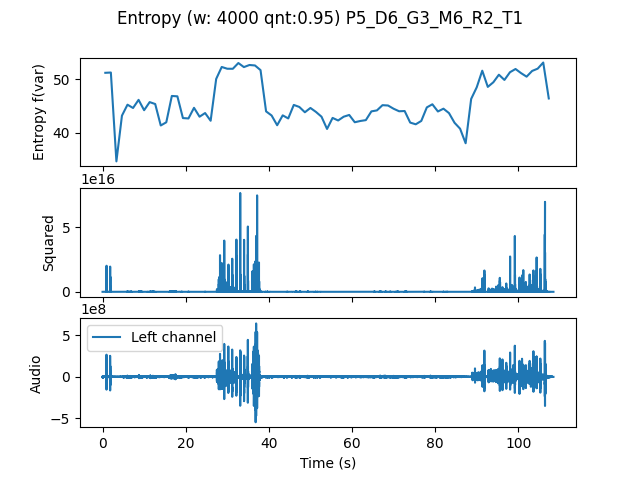 Entropy (w: 4000 qnt:0.95) P5_D6_G3_M6_R2_T1
Entropy f(var)
50
40
1e16
Squared
5
0
1e8
Left channel
Audio
5
0
−5
0 20 40 60 80 100
Time (s)